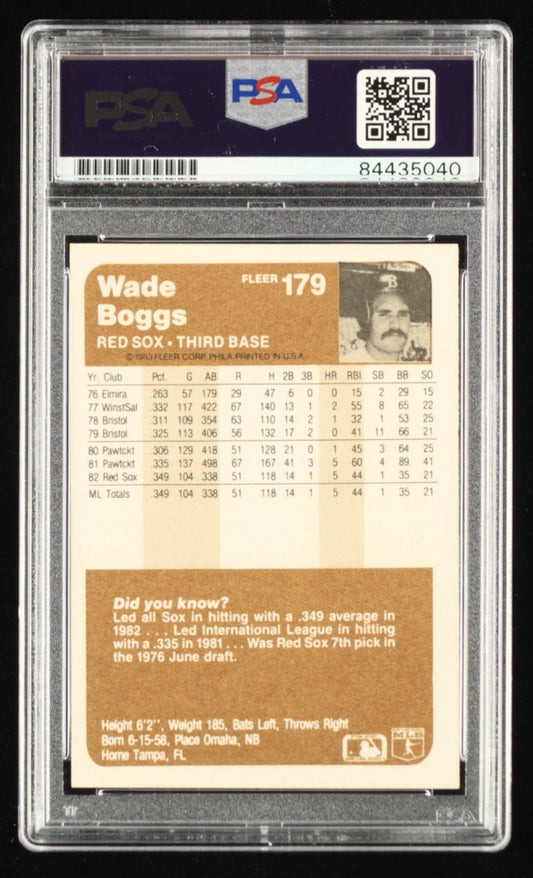 PSA
PSA
84435040
Wade
Boggs
FLEER 179
RED SOX • THIRD BASE
© 1983 FLEER CORP. PHILA PRINTED IN U.S.A.
Yr. Club Pct. G AB R H 2B 3B HR RBI SB BB SO
76 Elmira .263 57 179 29 47 6 0 0 15 2 29 15
77 WinstSal .332 117 422 67 140 13 1 2 55 8 65 22
78 Bristol .311 109 354 63 110 14 2 1 32 1 53 25
79 Bristol .325 113 406 56 132 17 2 0 41 11 66 21
80 Pawtckt .306 129 418 51 128 21 0 1 45 3 64 25
81 Pawtckt .335 137 498 67 167 41 3 5 60 4 89 41
82 Red Sox .349 104 338 51 118 14 1 5 44 1 35 21
ML Totals .349 104 338 51 118 14 1 5 44 1 35 21
Did you know?
Led all Sox in hitting with a .349 average in
1982 . . . Led International League in hitting
with a .335 in 1981 . . . Was Red Sox 7th pick in
the 1976 June draft.
Height 6'2", Weight 185, Bats Left, Throws Right
Born 6-15-58, Place Omaha, NB
Home Tampa, FL
MLB
PSA